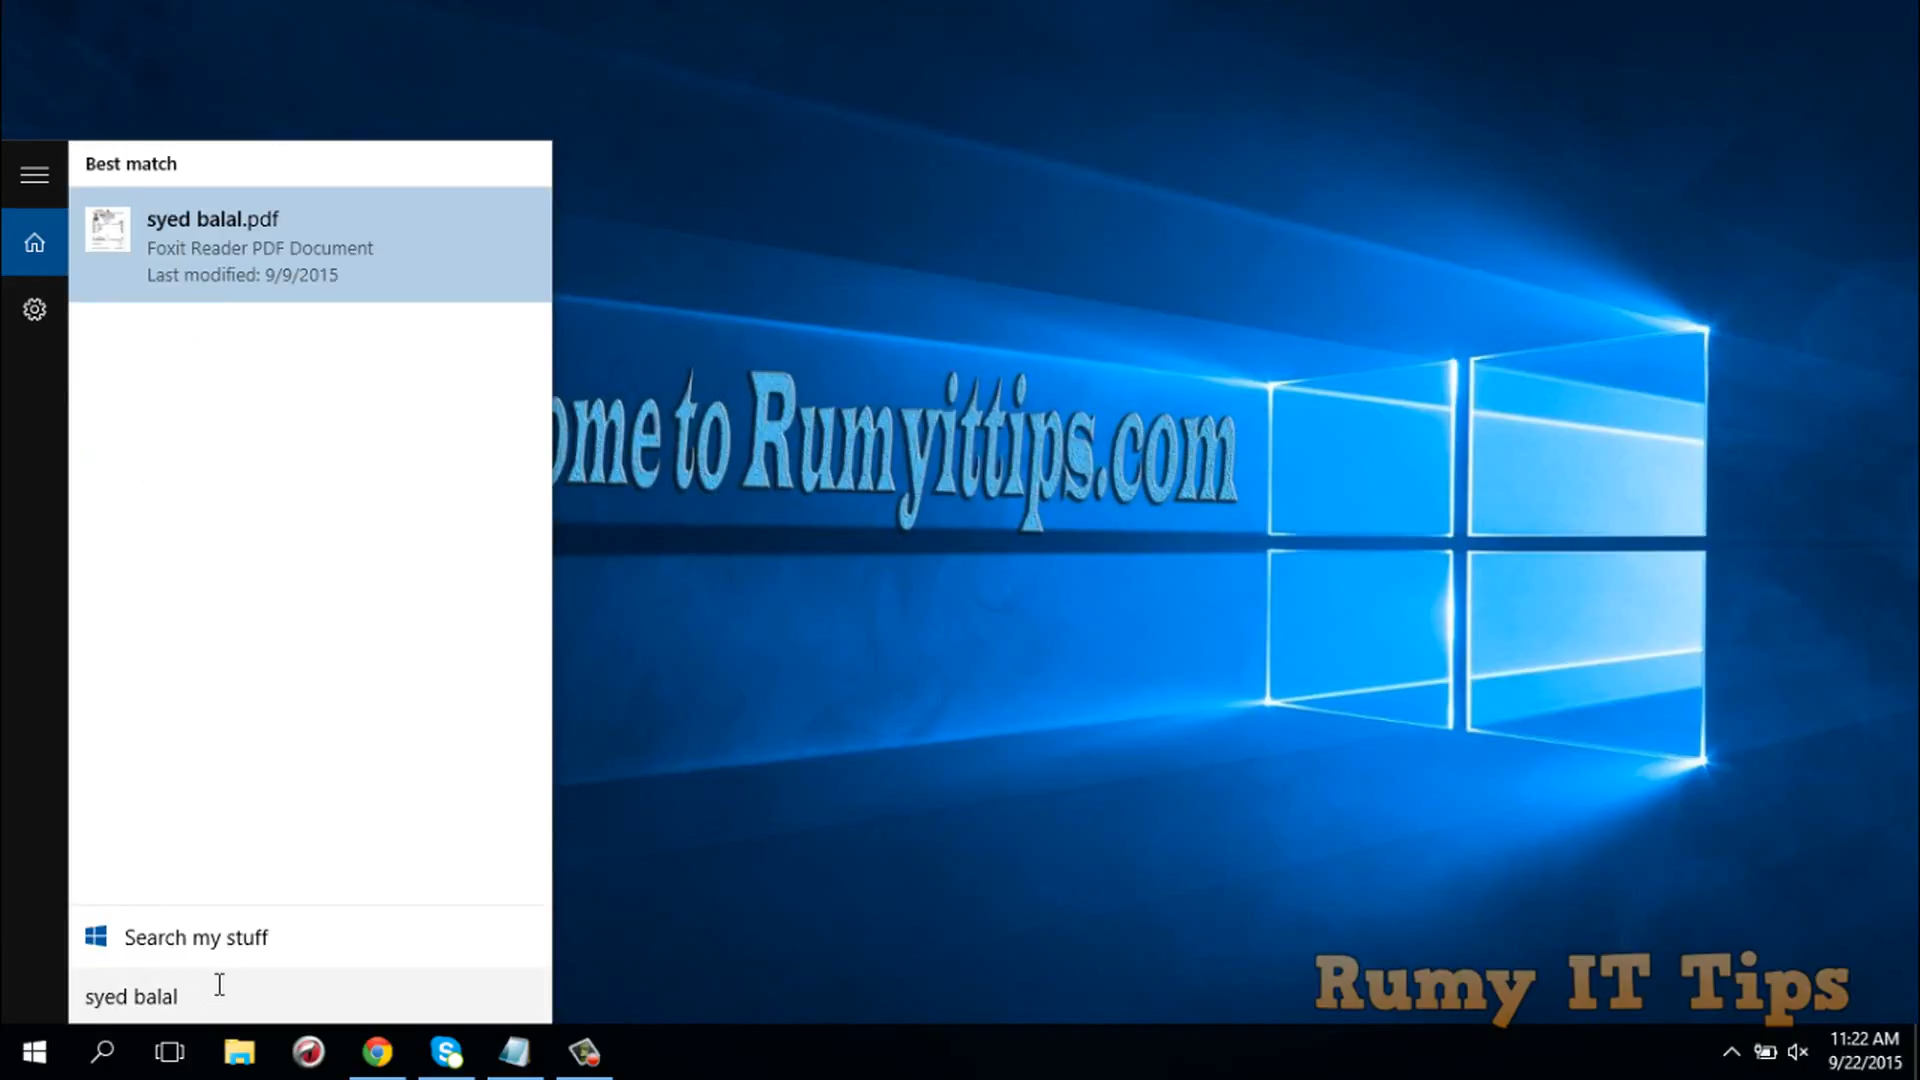 Best match
syed balal.pdf
Foxit Reader PDF Document
Last modified: 9/9/2015
ome to Rumyittips.com
Search my stuff
syed balal
Rumy IT Tips
11:22 AM
9/22/2015